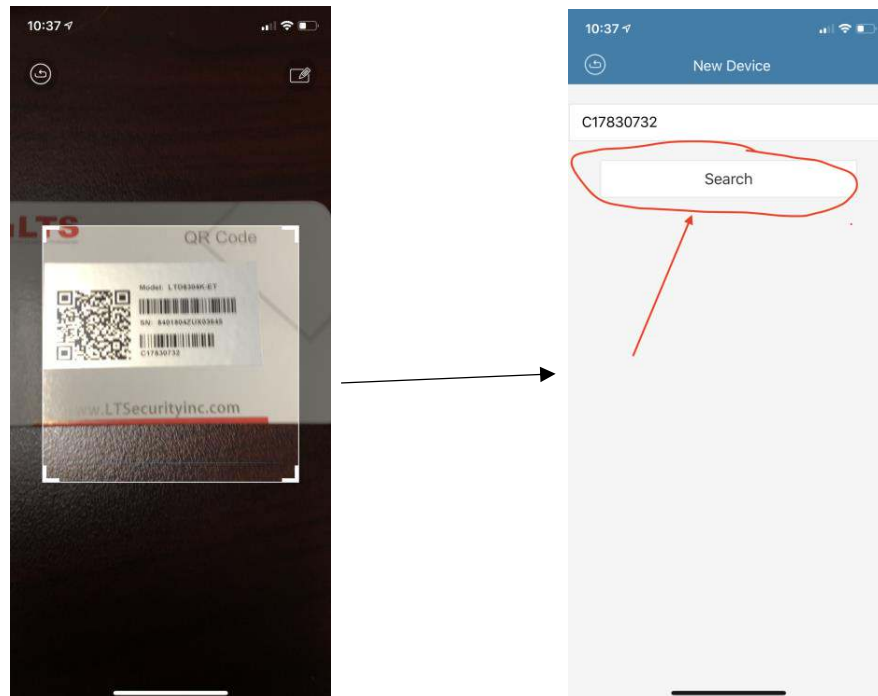 10:37
LTS
QR Code
Model: LTD8304K-ET
C17830732
www.LTSecurityinc.com
10:37
New Device
C17830732
Search